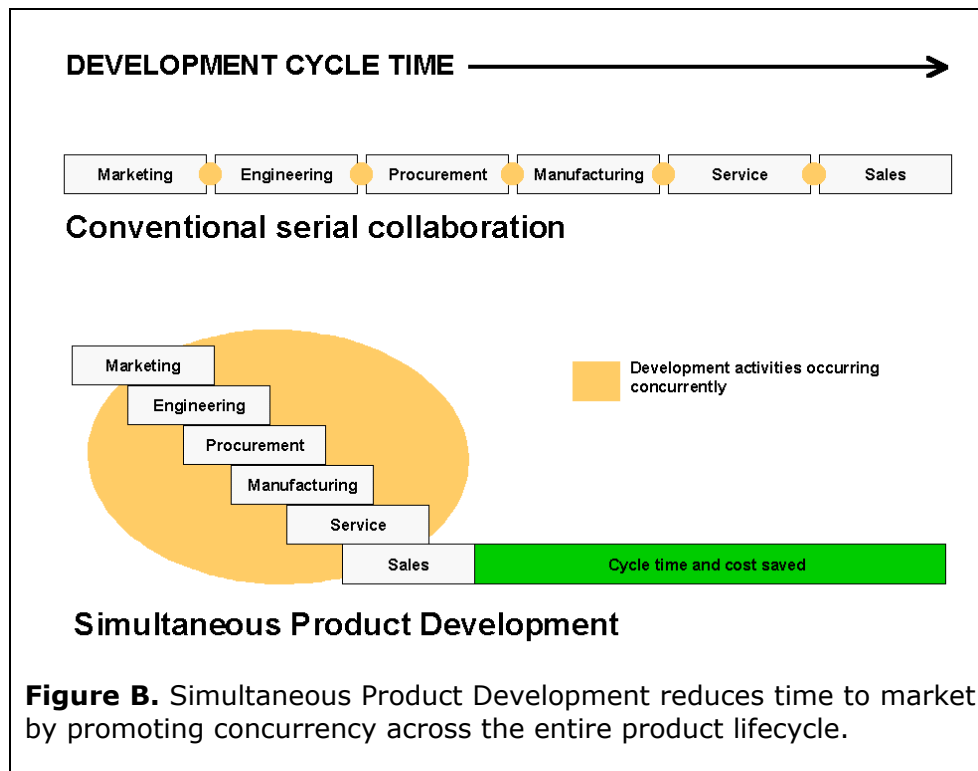 DEVELOPMENT CYCLE TIME
Marketing
Engineering
Procurement
Manufacturing
Service
Sales
Conventional serial collaboration
Marketing
Engineering
Procurement
Manufacturing
Service
Sales
Cycle time and cost saved
Development activities occurring
concurrently
Simultaneous Product Development
Figure B. Simultaneous Product Development reduces time to market
by promoting concurrency across the entire product lifecycle.